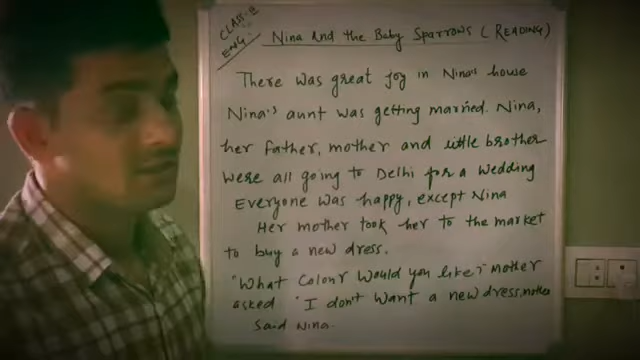 CLASS-II
ENG:
Nina And the Baby Sparrows (READING)
There was great joy in Nina's house
Nina's aunt was getting married. Nina,
her father, mother and little brother
were all going to Delhi for a wedding
Everyone was happy, except Nina
Her mother took her to the market
to buy a new dress.
"What Colour would you like?" Mother
asked "I don't want a new dress, mother
said Nina.